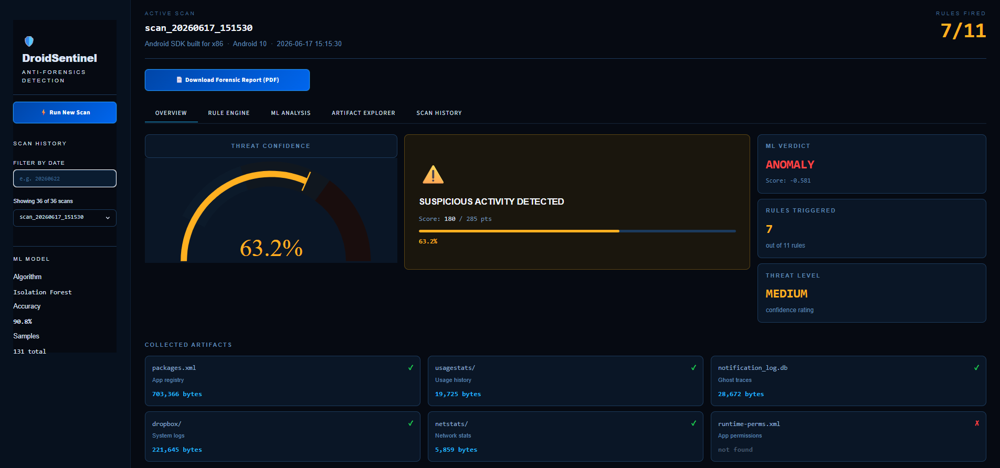 DroidSentinel
ANTI-FORENSICS
DETECTION
Run New Scan
SCAN HISTORY
FILTER BY DATE
e.g. 20260622
Showing 36 of 36 scans
scan_20260617_151530
ML MODEL
Algorithm
Isolation Forest
Accuracy
90.8%
Samples
131 total
ACTIVE SCAN
scan_20260617_151530
Android SDK built for x86 · Android 10 · 2026-06-17 15:15:30
RULES FIRED
7/11
Download Forensic Report (PDF)
OVERVIEW
RULE ENGINE
ML ANALYSIS
ARTIFACT EXPLORER
SCAN HISTORY
THREAT CONFIDENCE
63.2%
SUSPICIOUS ACTIVITY DETECTED
Score: 180 / 285 pts
63.2%
ML VERDICT
ANOMALY
Score: -0.581
RULES TRIGGERED
7
out of 11 rules
THREAT LEVEL
MEDIUM
confidence rating
COLLECTED ARTIFACTS
packages.xml ✓
App registry
703,366 bytes
usagestats/ ✓
Usage history
19,725 bytes
notification_log.db ✓
Ghost traces
28,672 bytes
dropbox/ ✓
System logs
221,645 bytes
netstats/ ✓
Network stats
5,859 bytes
runtime-perms.xml ✗
App permissions
not found